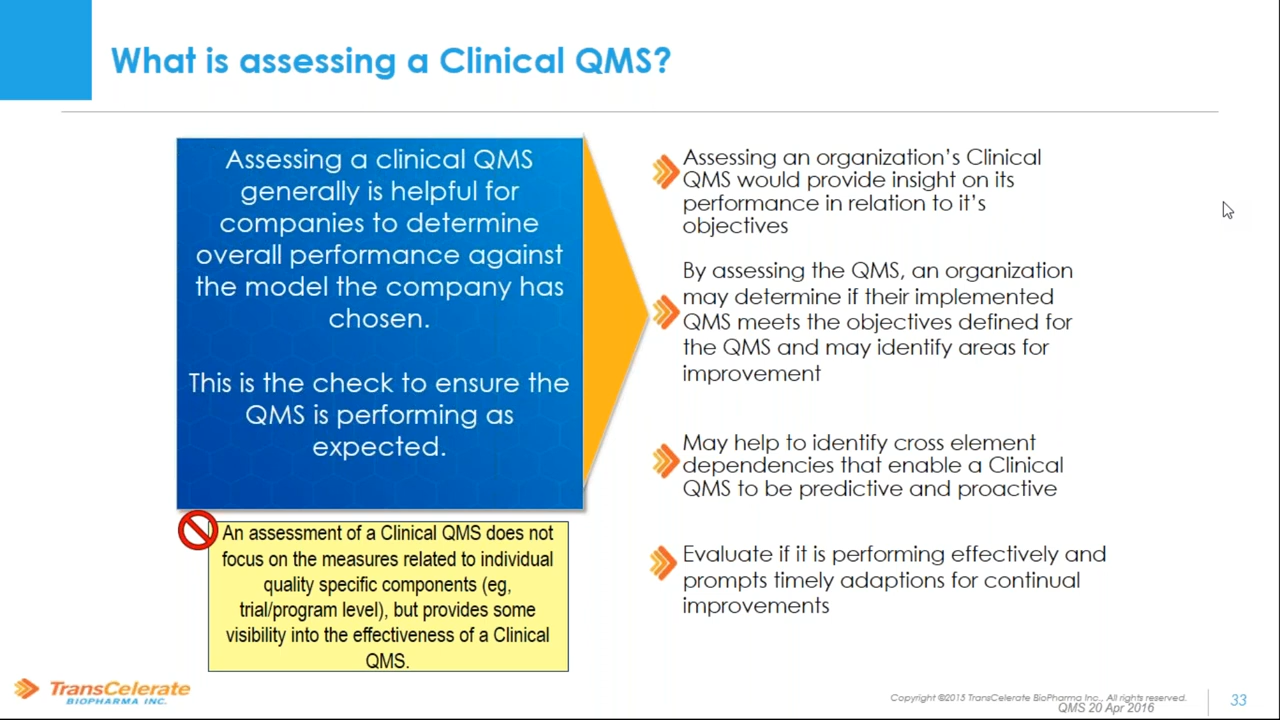 What is assessing a Clinical QMS?
Assessing a clinical QMS
generally is helpful for
companies to determine
overall performance against
the model the company has
chosen.
This is the check to ensure the
QMS is performing as
expected.
An assessment of a Clinical QMS does not
focus on the measures related to individual
quality specific components (eg,
trial/program level), but provides some
visibility into the effectiveness of a Clinical
QMS.
Assessing an organization's Clinical
QMS would provide insight on its
performance in relation to it's
objectives
By assessing the QMS, an organization
may determine if their implemented
QMS meets the objectives defined for
the QMS and may identify areas for
improvement
May help to identify cross element
dependencies that enable a Clinical
QMS to be predictive and proactive
Evaluate if it is performing effectively and
prompts timely adaptions for continual
improvements
TransCelerate
BIOPHARMA INC.
Copyright ©2015 TransCelerate BioPharma Inc., All rights reserved.
QMS 20 Apr 2016
33